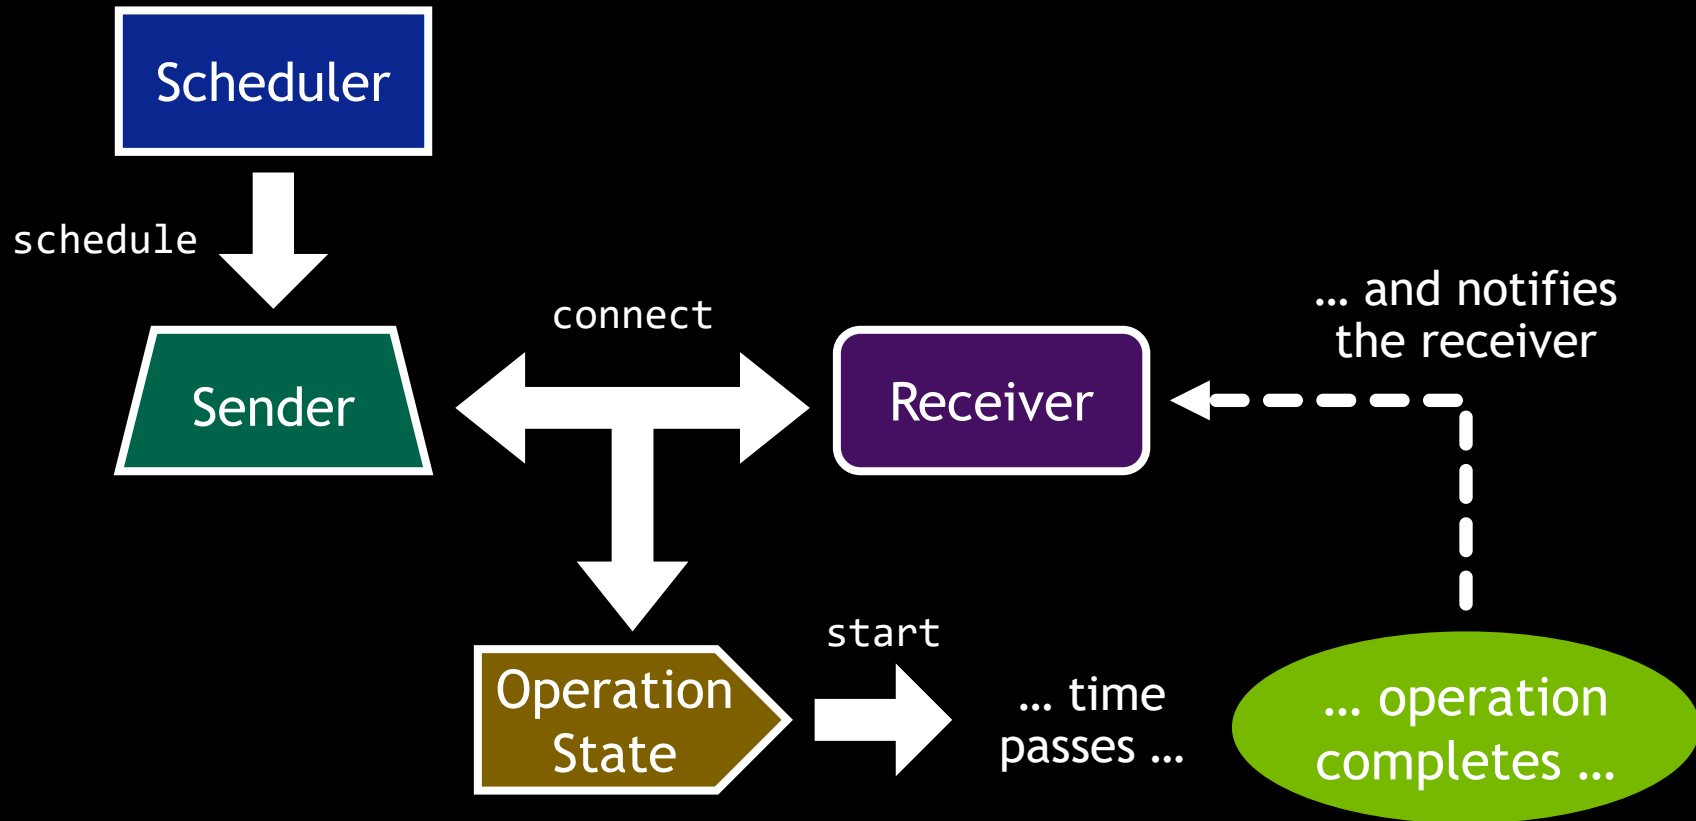 Scheduler
schedule
connect
… and notifies
the receiver
Sender
Receiver
start
Operation
State
… time
passes …
… operation
completes …